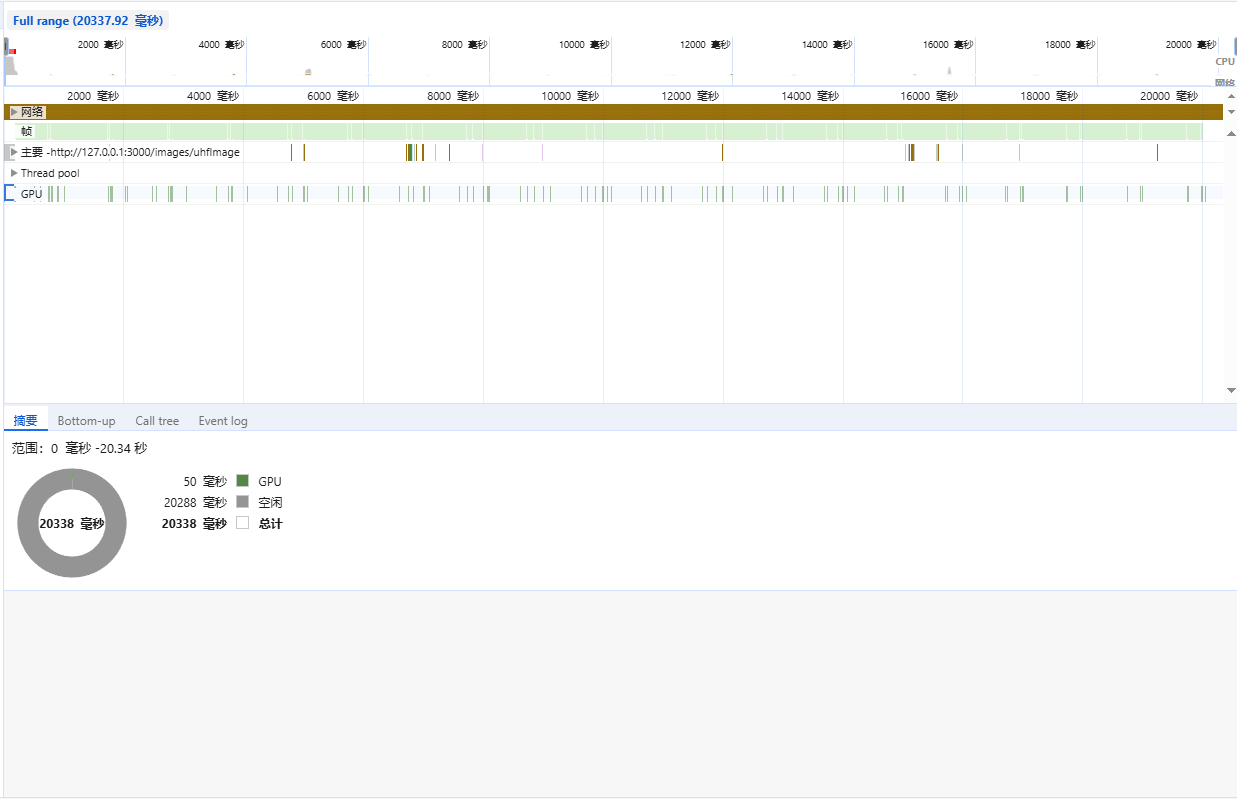 Full range (20337.92 毫秒)
2000 毫秒 4000 毫秒 6000 毫秒 8000 毫秒 10000 毫秒 12000 毫秒 14000 毫秒 16000 毫秒 18000 毫秒 20000 毫秒
CPU
网络
2000 毫秒 4000 毫秒 6000 毫秒 8000 毫秒 10000 毫秒 12000 毫秒 14000 毫秒 16000 毫秒 18000 毫秒 20000 毫秒
网络
帧
主要 -http://127.0.0.1:3000/images/uhfImage
Thread pool
GPU
摘要 Bottom-up Call tree Event log
范围：0 毫秒 -20.34 秒
50 毫秒 GPU
20288 毫秒 空闲
20338 毫秒 20338 毫秒 总计